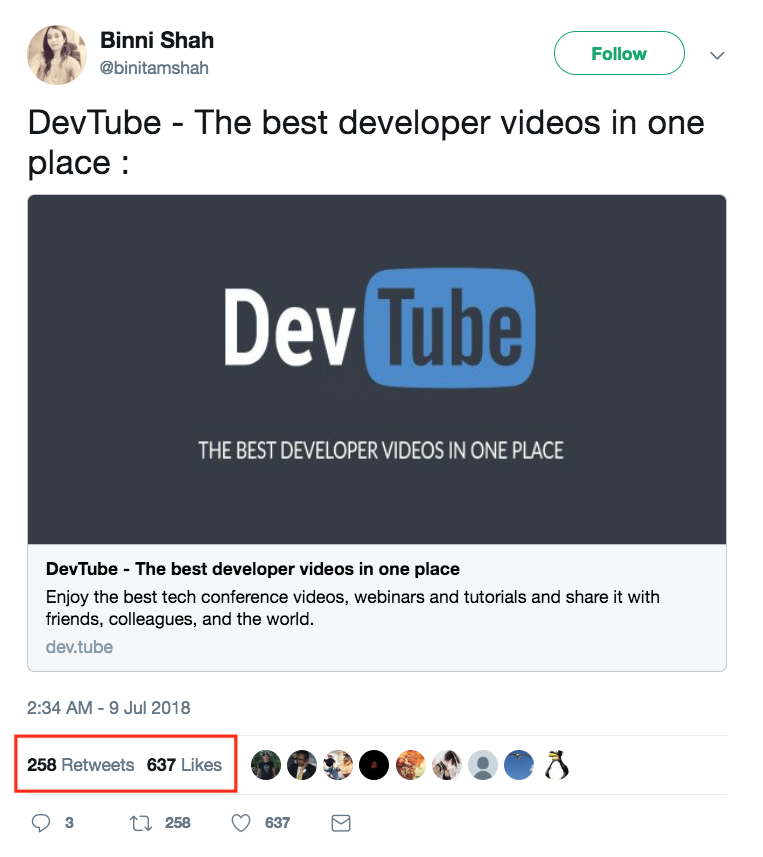 Binni Shah
@binitamshah
Follow
DevTube - The best developer videos in one
place :
Dev Tube
THE BEST DEVELOPER VIDEOS IN ONE PLACE
DevTube - The best developer videos in one place
Enjoy the best tech conference videos, webinars and tutorials and share it with
friends, colleagues, and the world.
dev.tube
2:34 AM - 9 Jul 2018
258 Retweets 637 Likes
3 258 637